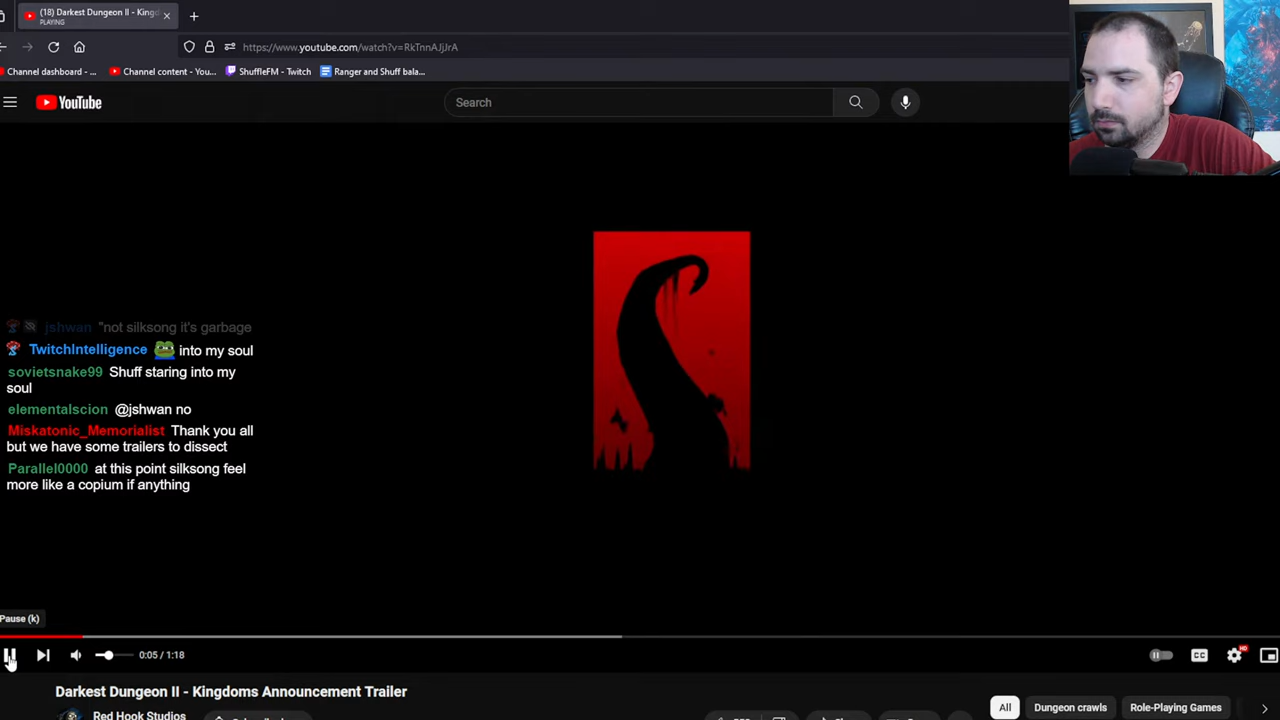 (18) Darkest Dungeon II - King
PLAYING
https://www.youtube.com/watch?v=RkTnnAJjJrA
Channel dashboard - ...
Channel content - You...
ShuffleFM - Twitch
Ranger and Shuff bala...
YouTube
Search
jshwan "not silksong it's garbage
TwitchIntelligence into my soul
sovietsnake99 Shuff staring into my
soul
elementalscion @jshwan no
Miskatonic_Memorialist Thank you all
but we have some trailers to dissect
Parallel0000 at this point silksong feel
more like a copium if anything
Pause (k)
0:05 / 1:18
CC
HD
Darkest Dungeon II - Kingdoms Announcement Trailer
Red Hook Studios
All
Dungeon crawls
Role-Playing Games